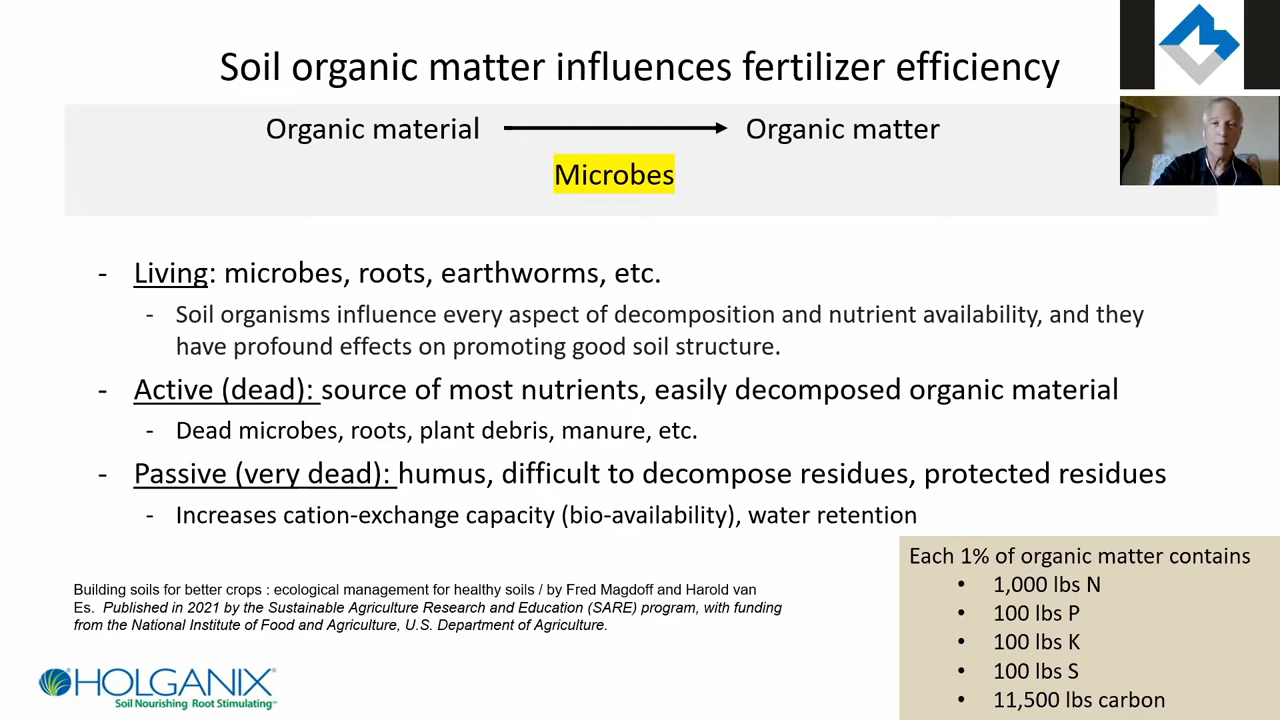 Soil organic matter influences fertilizer efficiency
Organic material Organic matter
Microbes
- Living: microbes, roots, earthworms, etc.
- Soil organisms influence every aspect of decomposition and nutrient availability, and they
have profound effects on promoting good soil structure.
- Active (dead): source of most nutrients, easily decomposed organic material
- Dead microbes, roots, plant debris, manure, etc.
- Passive (very dead): humus, difficult to decompose residues, protected residues
- Increases cation-exchange capacity (bio-availability), water retention
Building soils for better crops : ecological management for healthy soils / by Fred Magdoff and Harold van
Es. Published in 2021 by the Sustainable Agriculture Research and Education (SARE) program, with funding
from the National Institute of Food and Agriculture, U.S. Department of Agriculture.
Each 1% of organic matter contains
• 1,000 lbs N
• 100 lbs P
• 100 lbs K
• 100 lbs S
• 11,500 lbs carbon
HOLGANIX
Soil Nourishing Root Stimulating™